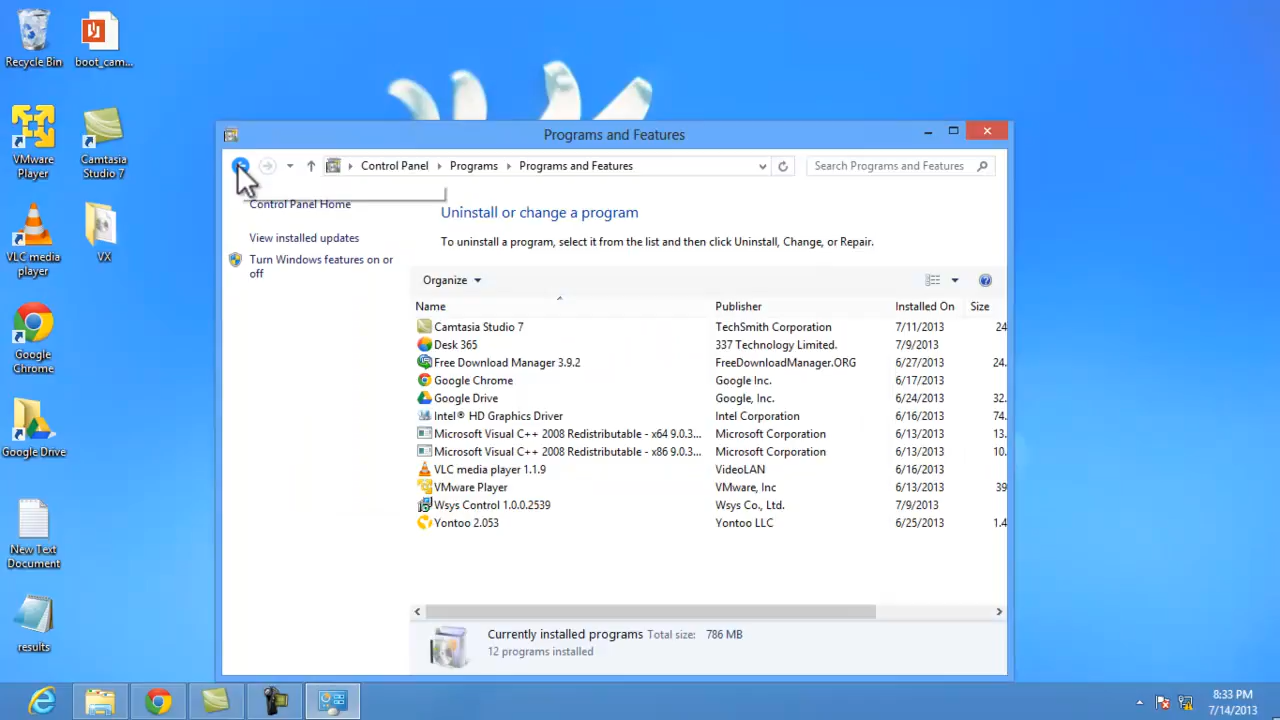 Recycle Bin
boot_cam...
VMware
Player
Camtasia
Studio 7
VLC media
player
VX
Google
Chrome
Google Drive
New Text
Document
results
Programs and Features
Control Panel
Programs
Programs and Features
Search Programs and Features
Control Panel Home
View installed updates
Turn Windows features on or
off
Uninstall or change a program
To uninstall a program, select it from the list and then click Uninstall, Change, or Repair.
Organize
Name Publisher Installed On Size
Camtasia Studio 7 TechSmith Corporation 7/11/2013 24
Desk 365 337 Technology Limited. 7/9/2013
Free Download Manager 3.9.2 FreeDownloadManager.ORG 6/27/2013 24.
Google Chrome Google Inc. 6/17/2013
Google Drive Google, Inc. 6/24/2013 32.
Intel® HD Graphics Driver Intel Corporation 6/16/2013 74.
Microsoft Visual C++ 2008 Redistributable - x64 9.0.3... Microsoft Corporation 6/13/2013 13.
Microsoft Visual C++ 2008 Redistributable - x86 9.0.3... Microsoft Corporation 6/13/2013 10.
VLC media player 1.1.9 VideoLAN 6/16/2013
VMware Player VMware, Inc 6/13/2013 39
Wsys Control 1.0.0.2539 Wsys Co., Ltd. 7/9/2013
Yontoo 2.053 Yontoo LLC 6/25/2013 1.4
Currently installed programs Total size: 786 MB
12 programs installed
8:33 PM
7/14/2013